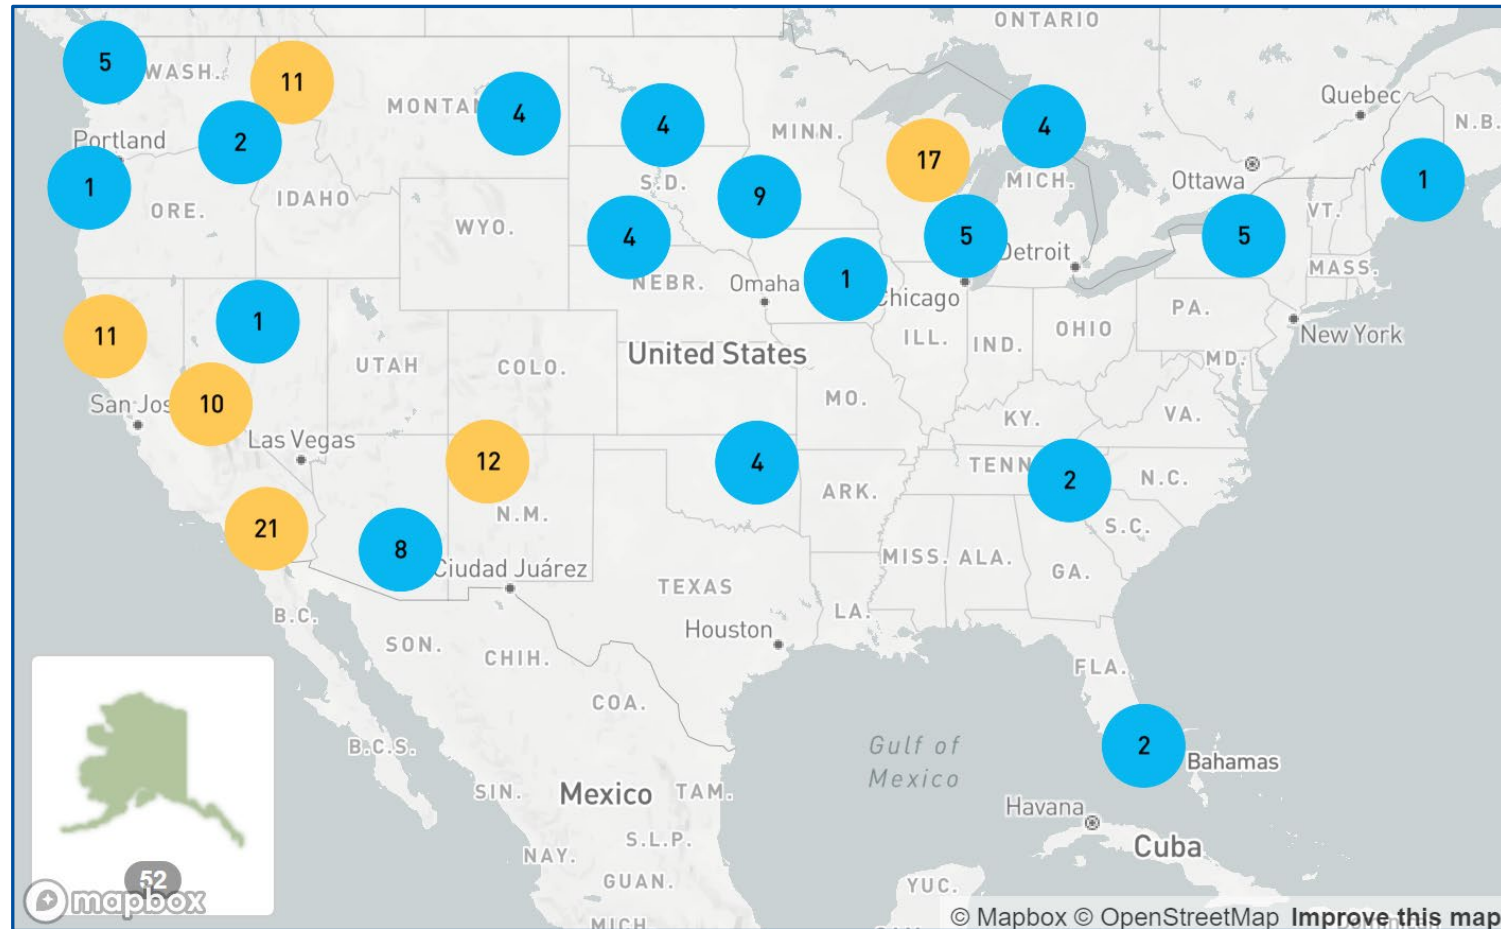 ONTARIO
5
WASH.
11
MONTA
4
4
MINN.
4
Quebec
N.B.
Portland
2
17
1
ORE.
IDAHO
WYO.
S.D.
9
4
NEBR.
MICH.
Ottawa
1
VT.
5
5
Detroit
MASS.
Omaha
1
Chicago
PA.
New York
11
1
UTAH
COLO.
United States
ILL.
IND.
OHIO
MD.
San Jos
10
Las Vegas
MO.
KY.
VA.
12
N.M.
4
ARK.
TENN
2
N.C.
S.C.
21
8
Ciudad Juárez
TEXAS
MISS.
ALA.
GA.
B.C.
SON.
CHIH.
Houston
LA.
COA.
FLA.
B.C.S.
Gulf of
Mexico
2
Bahamas
SIN.
Mexico
TAM.
Havana
Cuba
NAY.
S.L.P.
GUAN.
YUC.
MICH.
52
mapbox
© Mapbox © OpenStreetMap Improve this map